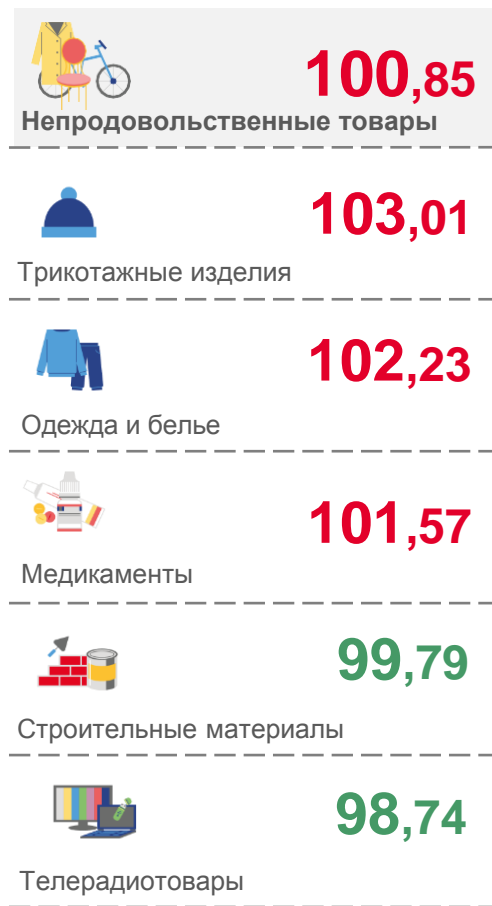 100,85
Непродовольственные товары
103,01
Трикотажные изделия
102,23
Одежда и белье
101,57
Медикаменты
99,79
Строительные материалы
98,74
Телерадиотовары